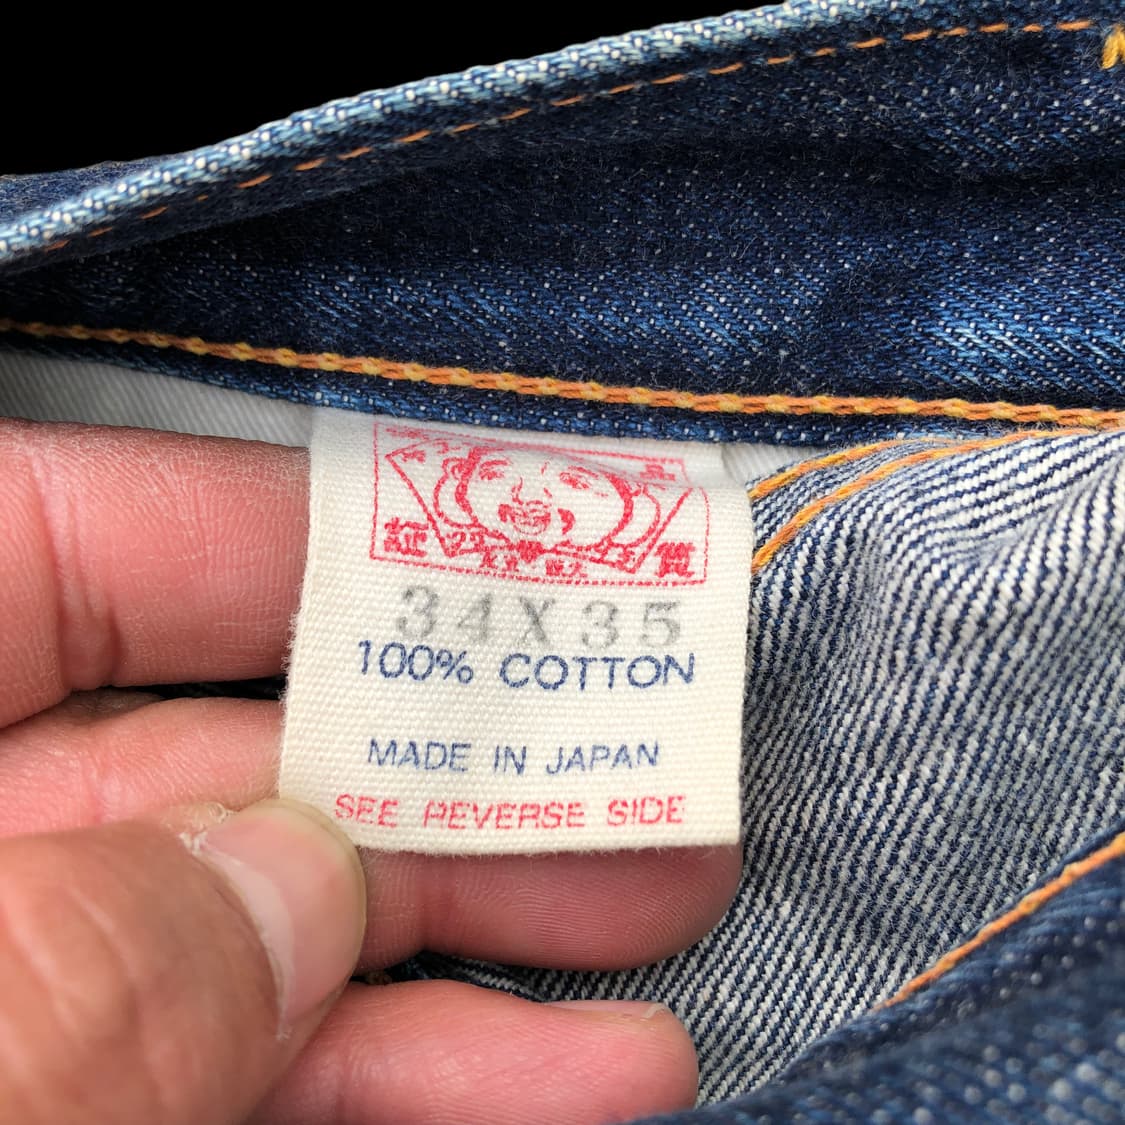 34X35
100% COTTON
MADE IN JAPAN
SEE REVERSE SIDE